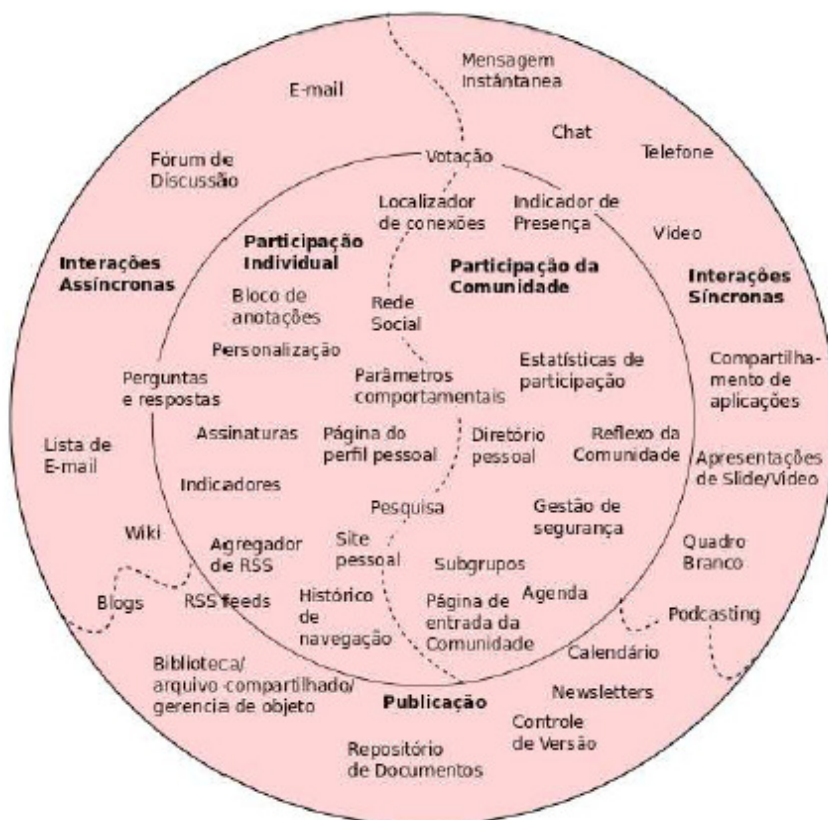 Mensagem
Instântanea
E-mail
Chat
Telefone
Votação
Fórum de
Discussão
Localizador
de conexões
Indicador de
Presença
Vídeo
Participação
Individual
Participação da
Comunidade
Interações
Assíncronas
Interações
Síncronas
Bloco de
anotações
Rede
Social
Personalização
Estatísticas de
participação
Compartilha-
mento de
aplicações
Perguntas
e respostas
Parâmetros
comportamentais
Lista de
E-mail
Assinaturas
Página do
perfil pessoal
Diretório
pessoal
Reflexo da
Comunidade
Apresentações
de Slide/Vídeo
Indicadores
Pesquisa
Gestão de
segurança
Wiki
Agregador
de RSS
Site
pessoal
Subgrupos
Quadro
Branco
Blogs
RSS feeds
Histórico
de
navegação
Página de
entrada da
Comunidade
Agenda
Podcasting
Calendário
Biblioteca/
arquivo compartilhado/
gerencia de objeto
Publicação
Newsletters
Controle
de Versão
Repositório
de Documentos